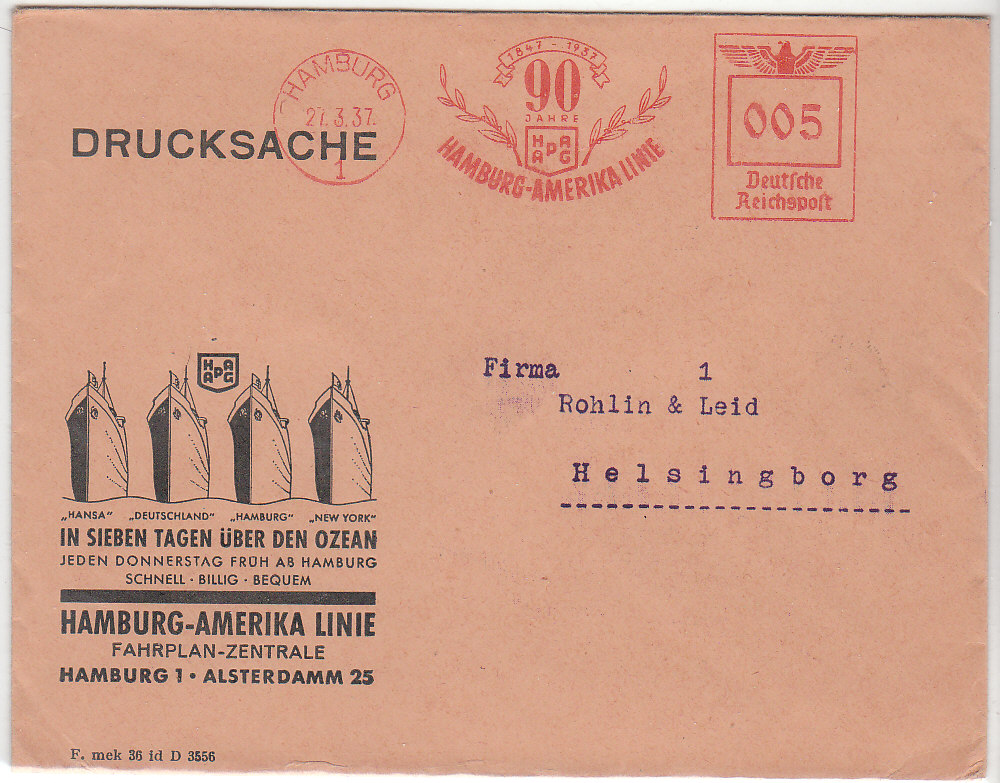 HAMBURG
27.3.37.
1
1847 - 1937
90
JAHRE
H A
P
A G
HAMBURG-AMERIKA LINIE
005
Deutsche
Reichspost
DRUCKSACHE
Firma 1
Rohlin & Leid
Helsingborg
H A
P
A G
„HANSA“ „DEUTSCHLAND“ „HAMBURG“ „NEW YORK“
IN SIEBEN TAGEN ÜBER DEN OZEAN
JEDEN DONNERSTAG FRÜH AB HAMBURG
SCHNELL · BILLIG · BEQUEM
HAMBURG-AMERIKA LINIE
FAHRPLAN-ZENTRALE
HAMBURG 1 • ALSTERDAMM 25
F. mek 36 id D 3556